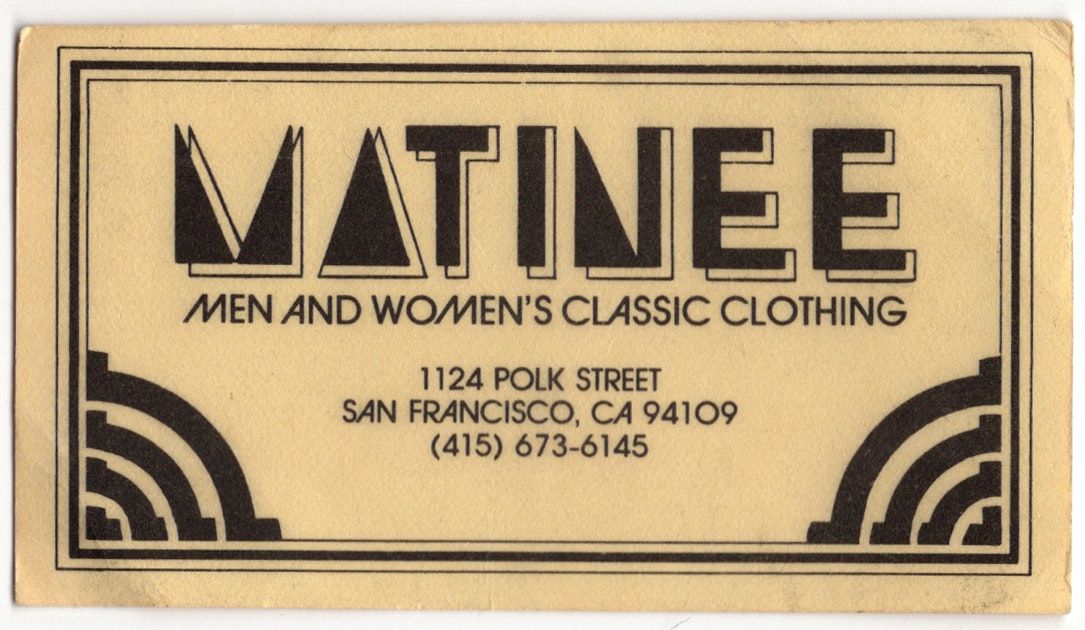 MATINEE
MEN AND WOMEN'S CLASSIC CLOTHING
1124 POLK STREET
SAN FRANCISCO, CA 94109
(415) 673-6145